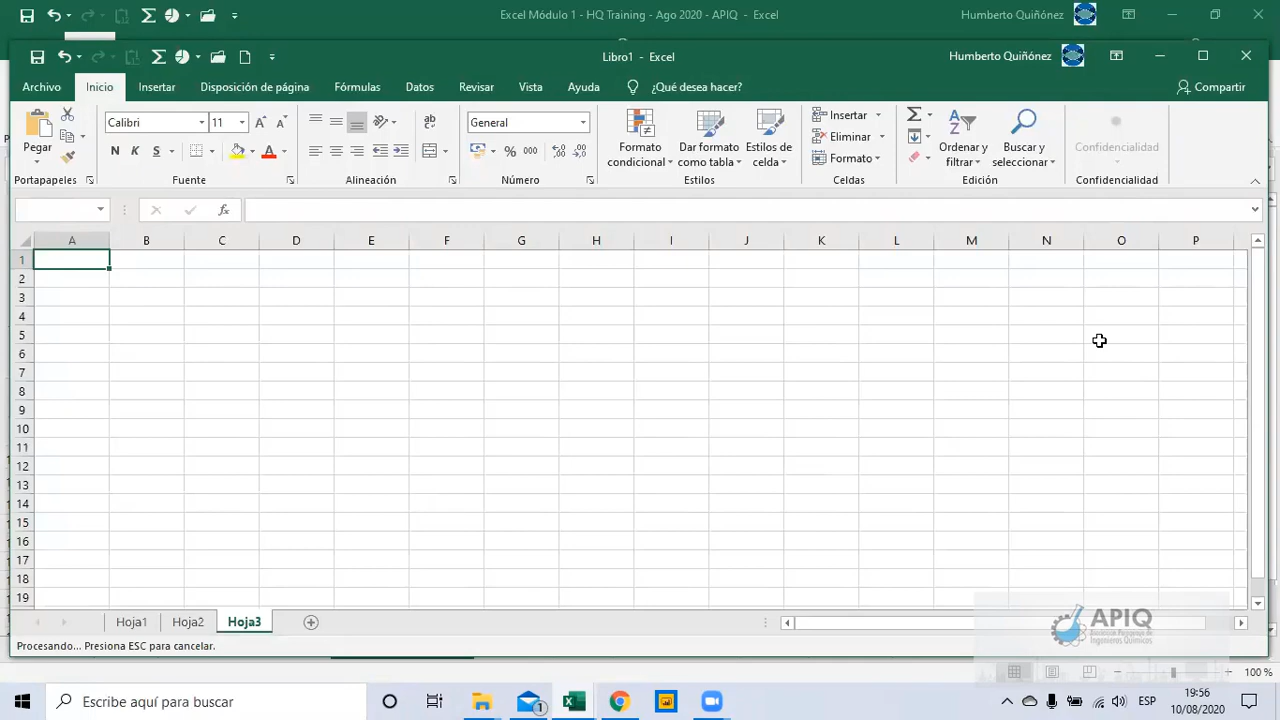 Excel Módulo 1 - HQ Training - Ago 2020 - APIQ - Excel
Humberto Quiñónez
Libro1 - Excel
Humberto Quiñónez
Archivo Inicio Insertar Disposición de página Fórmulas Datos Revisar Vista Ayuda ¿Qué desea hacer? Compartir
Calibri 11 General
Pegar
N K S
% 000
Formato condicional
Dar formato como tabla
Estilos de celda
Insertar
Eliminar
Formato
Ordenar y filtrar
Buscar y seleccionar
Confidencialidad
Portapapeles Fuente Alineación Número Estilos Celdas Edición Confidencialidad
fx
A B C D E F G H I J K L M N O P
1
2
3
4
5
6
7
8
9
10
11
12
13
14
15
16
17
18
19
Hoja1 Hoja2 Hoja3
APIQ
Procesando... Presiona ESC para cancelar.
100 %
Escribe aquí para buscar
1
ESP
19:56
10/08/2020